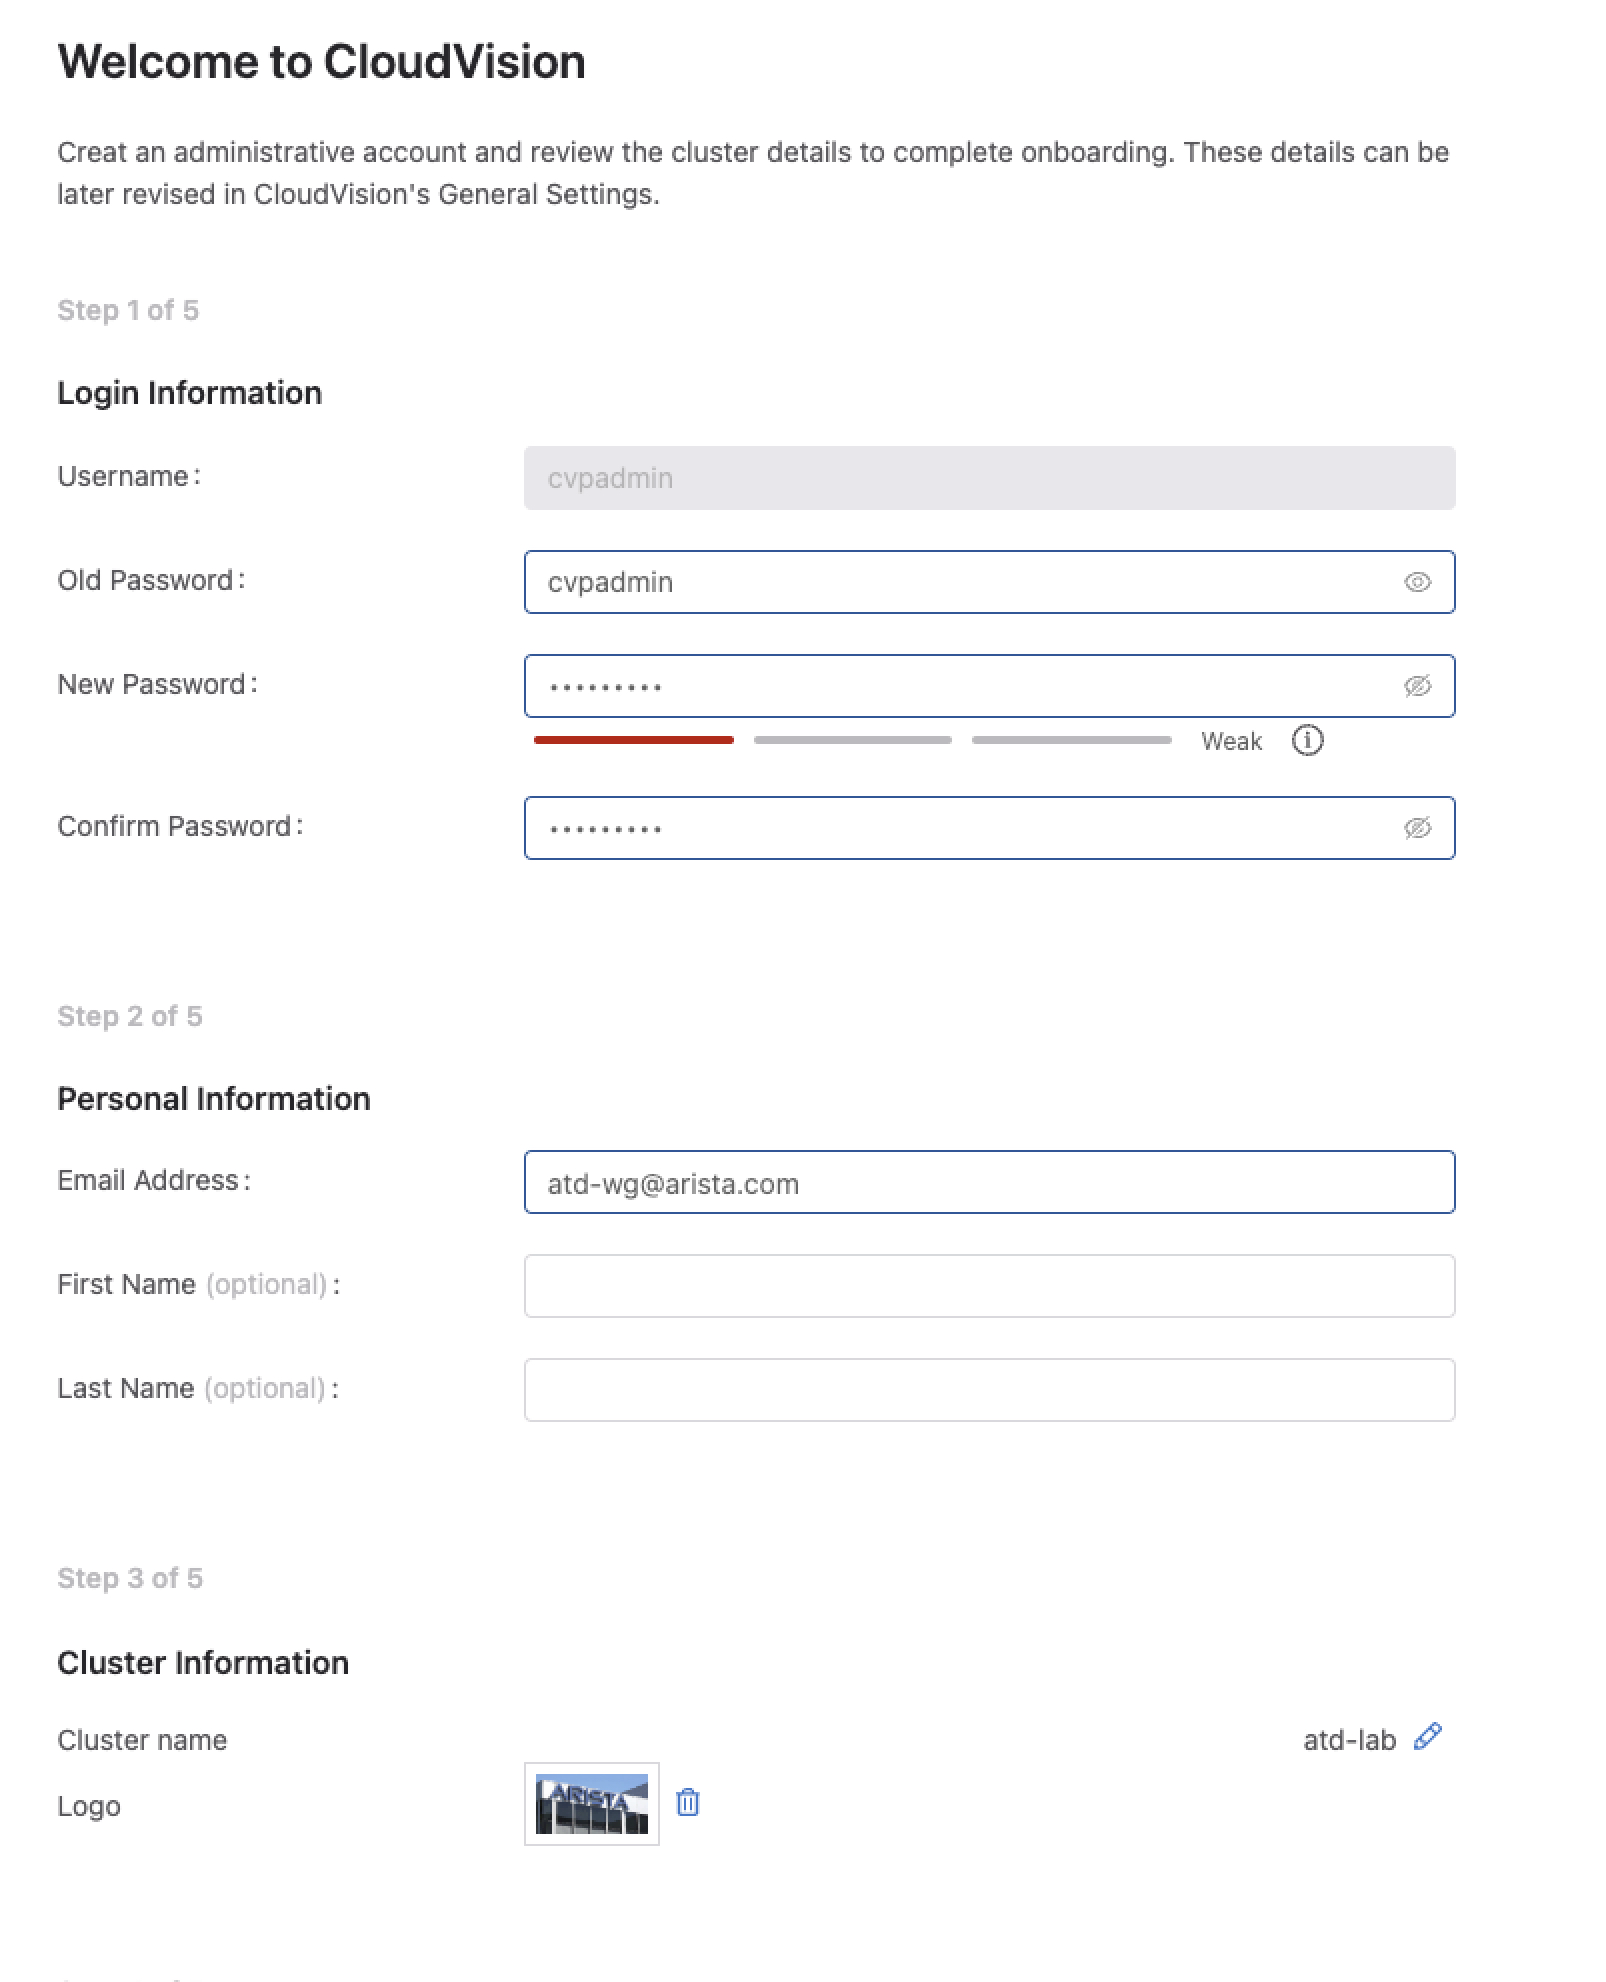 Welcome to CloudVision
Creat an administrative account and review the cluster details to complete onboarding. These details can be
later revised in CloudVision's General Settings.
Step 1 of 5
Login Information
Username:
cvpadmin
Old Password:
cvpadmin
New Password:
•••••••••
Weak
Confirm Password:
•••••••••
Step 2 of 5
Personal Information
Email Address:
atd-wg@arista.com
First Name (optional):
Last Name (optional):
Step 3 of 5
Cluster Information
Cluster name
atd-lab
Logo
ARISTA